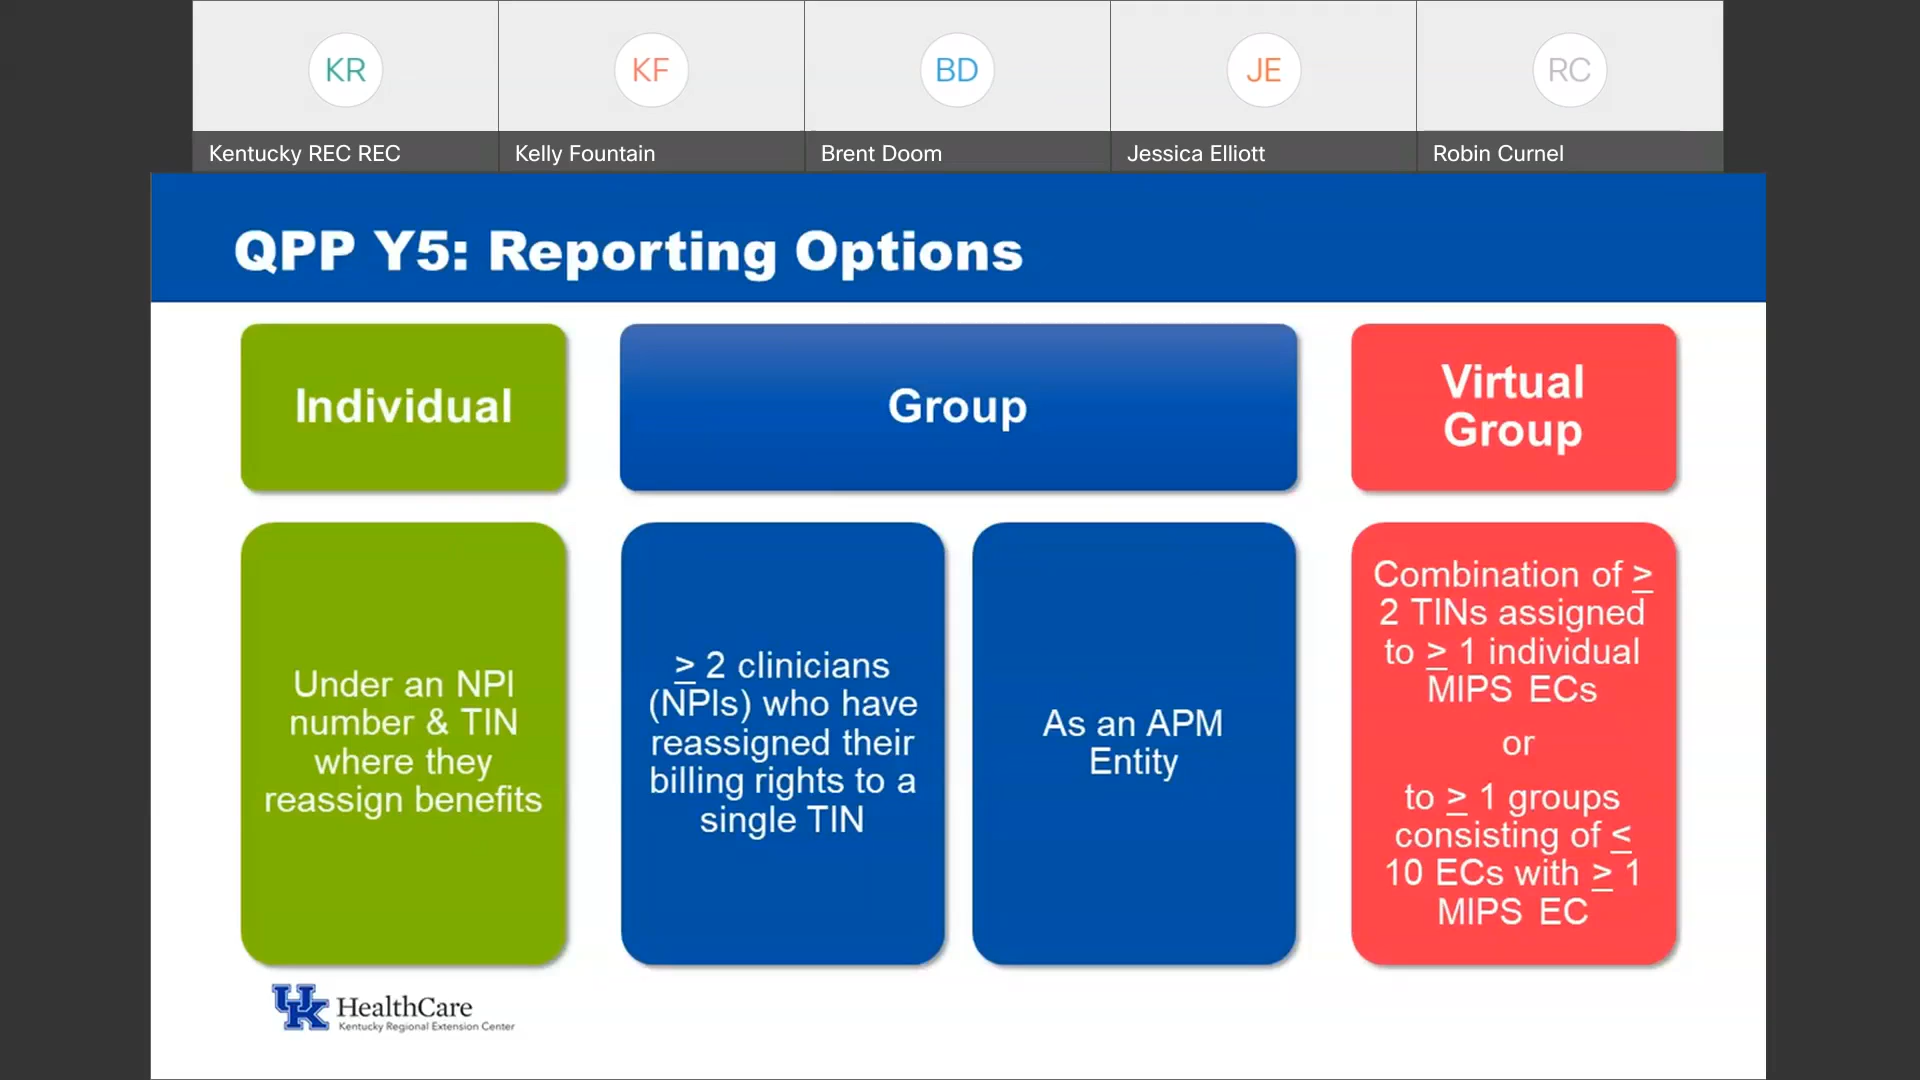 KR
KF
BD
JE
RC
Kentucky REC REC
Kelly Fountain
Brent Doom
Jessica Elliott
Robin Curnel
QPP Y5: Reporting Options
Individual
Group
Virtual
Group
Under an NPI
number & TIN
where they
reassign benefits
≥ 2 clinicians
(NPIs) who have
reassigned their
billing rights to a
single TIN
As an APM
Entity
Combination of ≥
2 TINs assigned
to ≥ 1 individual
MIPS ECs
or
to ≥ 1 groups
consisting of ≤
10 ECs with ≥ 1
MIPS EC
UK HealthCare
Kentucky Regional Extension Center